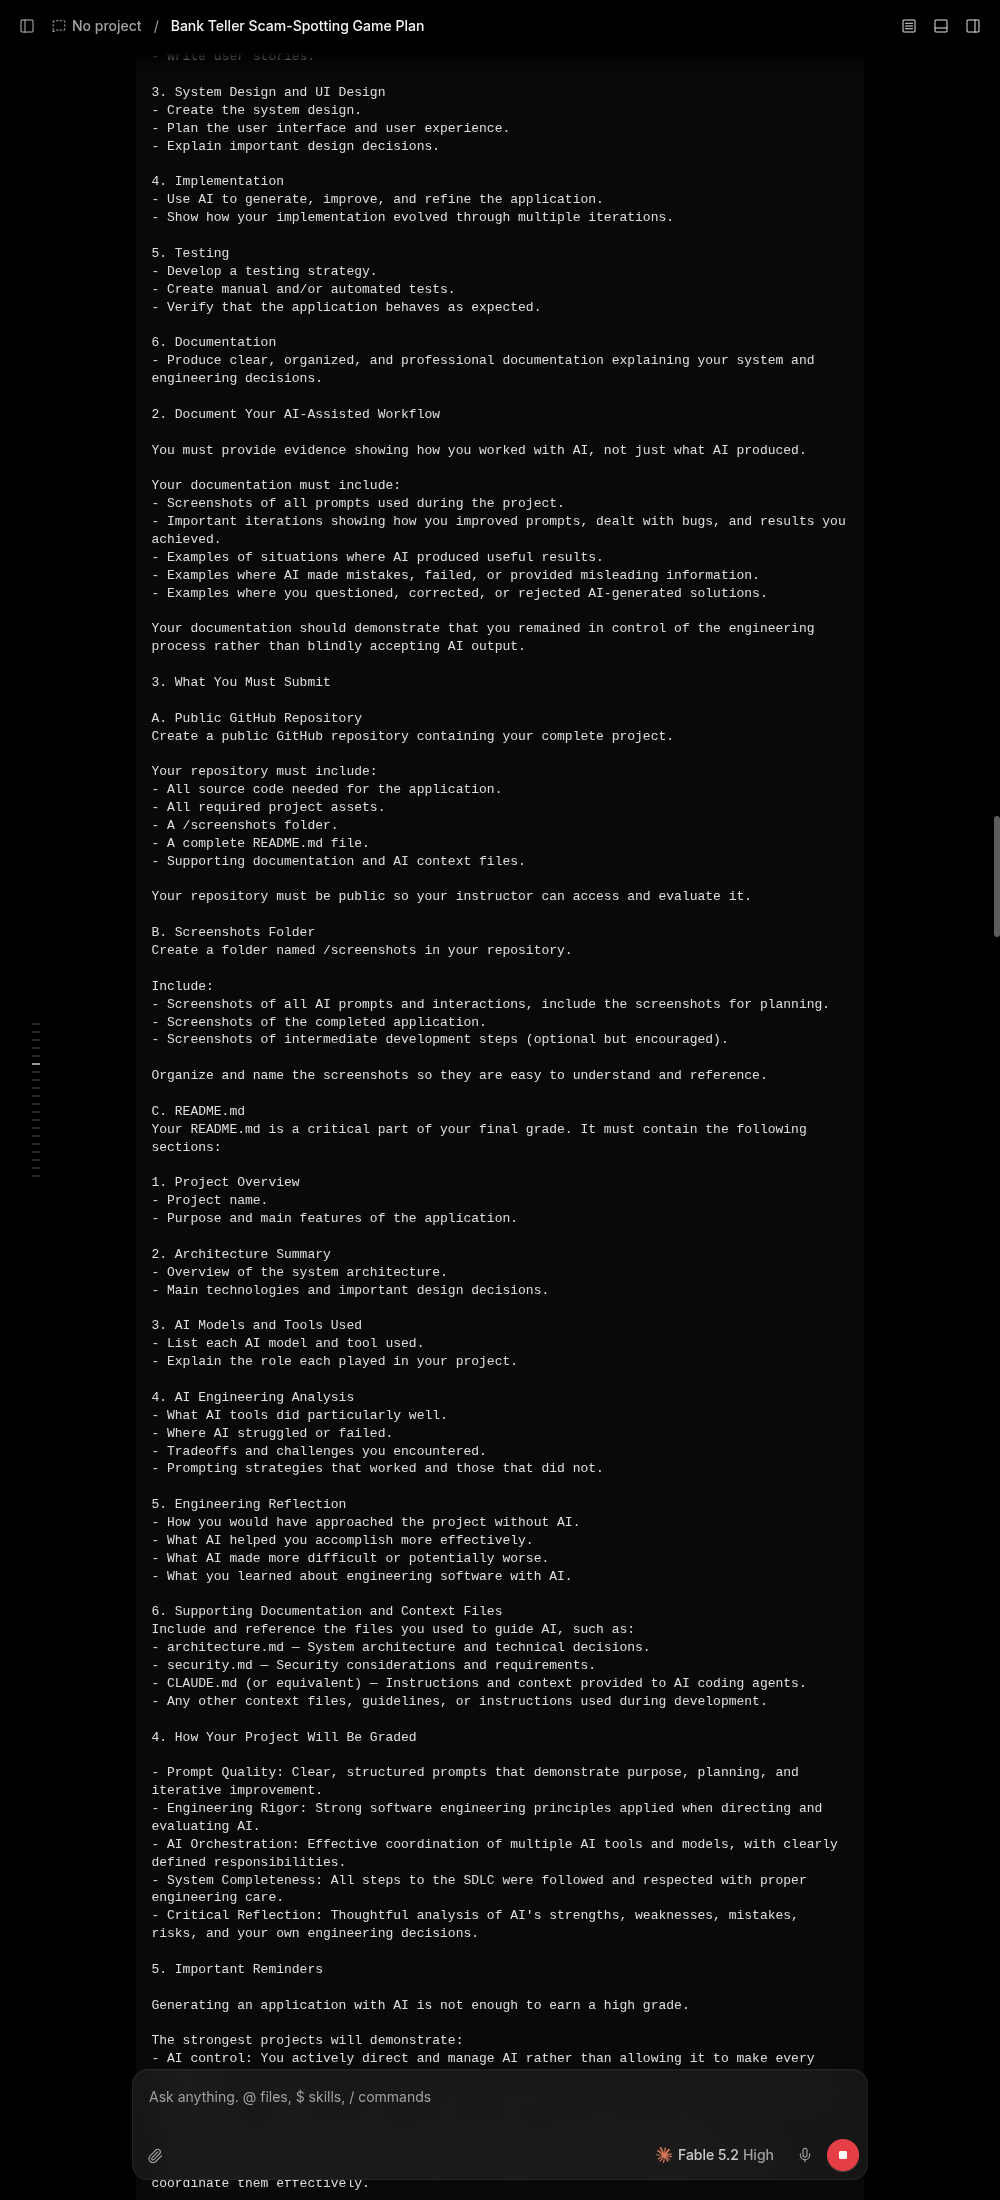 No project / Bank Teller Scam-Spotting Game Plan
- Write user stories.
3. System Design and UI Design
- Create the system design.
- Plan the user interface and user experience.
- Explain important design decisions.
4. Implementation
- Use AI to generate, improve, and refine the application.
- Show how your implementation evolved through multiple iterations.
5. Testing
- Develop a testing strategy.
- Create manual and/or automated tests.
- Verify that the application behaves as expected.
6. Documentation
- Produce clear, organized, and professional documentation explaining your system and
engineering decisions.
2. Document Your AI-Assisted Workflow
You must provide evidence showing how you worked with AI, not just what AI produced.
Your documentation must include:
- Screenshots of all prompts used during the project.
- Important iterations showing how you improved prompts, dealt with bugs, and results you
achieved.
- Examples of situations where AI produced useful results.
- Examples where AI made mistakes, failed, or provided misleading information.
- Examples where you questioned, corrected, or rejected AI-generated solutions.
Your documentation should demonstrate that you remained in control of the engineering
process rather than blindly accepting AI output.
3. What You Must Submit
A. Public GitHub Repository
Create a public GitHub repository containing your complete project.
Your repository must include:
- All source code needed for the application.
- All required project assets.
- A /screenshots folder.
- A complete README.md file.
- Supporting documentation and AI context files.
Your repository must be public so your instructor can access and evaluate it.
B. Screenshots Folder
Create a folder named /screenshots in your repository.
Include:
- Screenshots of all AI prompts and interactions, include the screenshots for planning.
- Screenshots of the completed application.
- Screenshots of intermediate development steps (optional but encouraged).
Organize and name the screenshots so they are easy to understand and reference.
C. README.md
Your README.md is a critical part of your final grade. It must contain the following
sections:
1. Project Overview
- Project name.
- Purpose and main features of the application.
2. Architecture Summary
- Overview of the system architecture.
- Main technologies and important design decisions.
3. AI Models and Tools Used
- List each AI model and tool used.
- Explain the role each played in your project.
4. AI Engineering Analysis
- What AI tools did particularly well.
- Where AI struggled or failed.
- Tradeoffs and challenges you encountered.
- Prompting strategies that worked and those that did not.
5. Engineering Reflection
- How you would have approached the project without AI.
- What AI helped you accomplish more effectively.
- What AI made more difficult or potentially worse.
- What you learned about engineering software with AI.
6. Supporting Documentation and Context Files
Include and reference the files you used to guide AI, such as:
- architecture.md — System architecture and technical decisions.
- security.md — Security considerations and requirements.
- CLAUDE.md (or equivalent) — Instructions and context provided to AI coding agents.
- Any other context files, guidelines, or instructions used during development.
4. How Your Project Will Be Graded
- Prompt Quality: Clear, structured prompts that demonstrate purpose, planning, and
iterative improvement.
- Engineering Rigor: Strong software engineering principles applied when directing and
evaluating AI.
- AI Orchestration: Effective coordination of multiple AI tools and models, with clearly
defined responsibilities.
- System Completeness: All steps to the SDLC were followed and respected with proper
engineering care.
- Critical Reflection: Thoughtful analysis of AI's strengths, weaknesses, mistakes,
risks, and your own engineering decisions.
5. Important Reminders
Generating an application with AI is not enough to earn a high grade.
The strongest projects will demonstrate:
- AI control: You actively direct and manage AI rather than allowing it to make every
Ask anything. @ files, $ skills, / commands
Fable 5.2 High
coordinate them effectively.